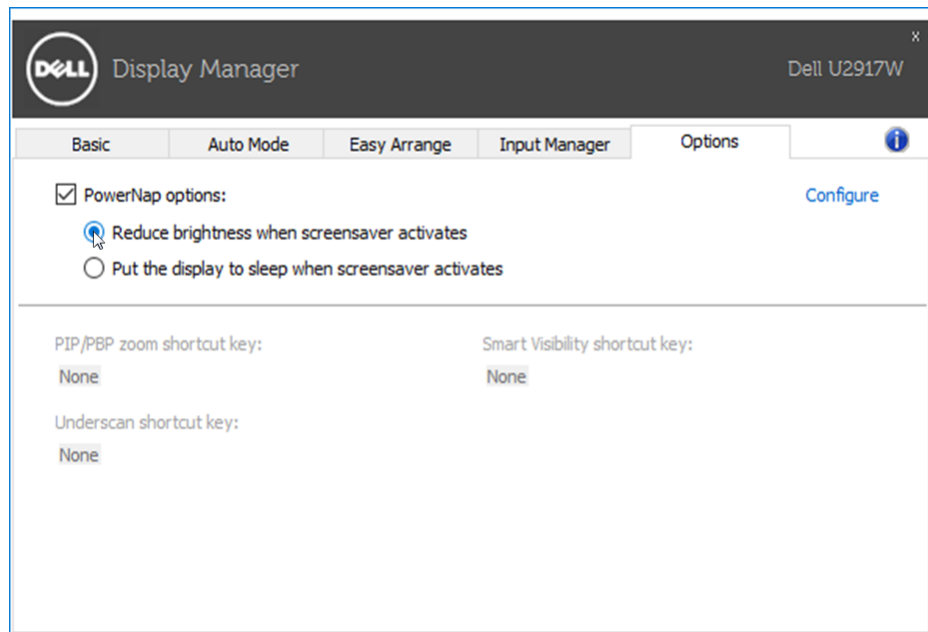 x
DELL Display Manager Dell U2917W
Basic Auto Mode Easy Arrange Input Manager Options i
PowerNap options: Configure
Reduce brightness when screensaver activates
Put the display to sleep when screensaver activates
PIP/PBP zoom shortcut key: Smart Visibility shortcut key:
None None
Underscan shortcut key:
None